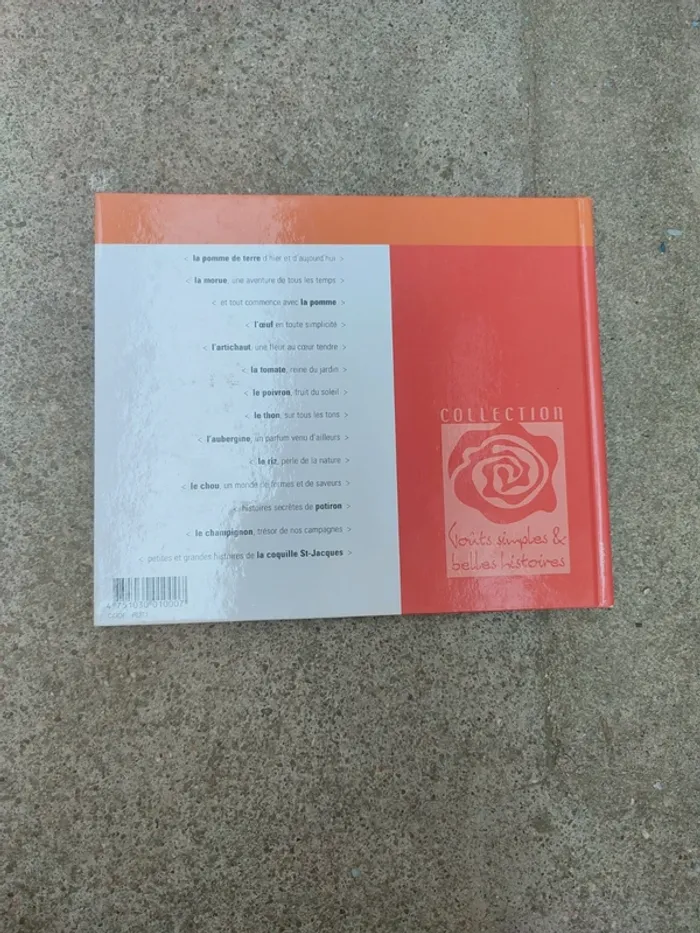 < la pomme de terre d'hier et d'aujourd'hui >
< la morue, une aventure de tous les temps >
< et tout commence avec la pomme >
< l'œuf en toute simplicité >
< l'artichaut, une fleur au cœur tendre >
< la tomate, reine du jardin >
< le poivron, fruit du soleil >
< le thon, sur tous les tons >
< l'aubergine, un parfum venu d'ailleurs >
< le riz, perle de la nature >
< le chou, un monde de formes et de saveurs >
< histoires secrètes de potiron >
< le champignon, trésor de nos campagnes >
< petites et grandes histoires de la coquille St-Jacques >
COLLECTION
Goûts simples &
belles histoires